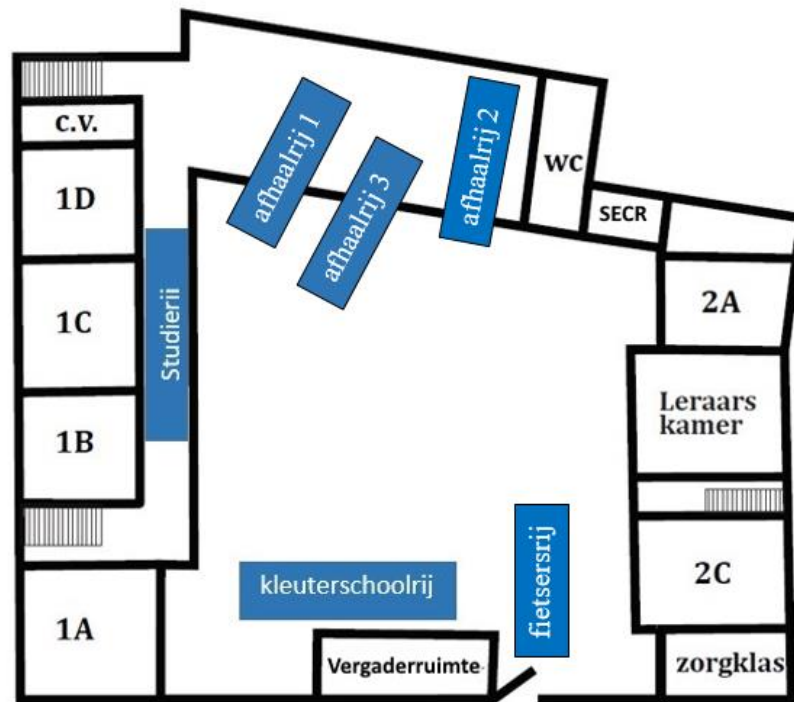 c.v.
1D
1C
1B
1A
Studierij
afhaalrij 1
afhaalrij 3
afhaalrij 2
WC
SECR
2A
Leraars
kamer
2C
zorgklas
kleuterschoolrij
fietsersrij
Vergaderruimte